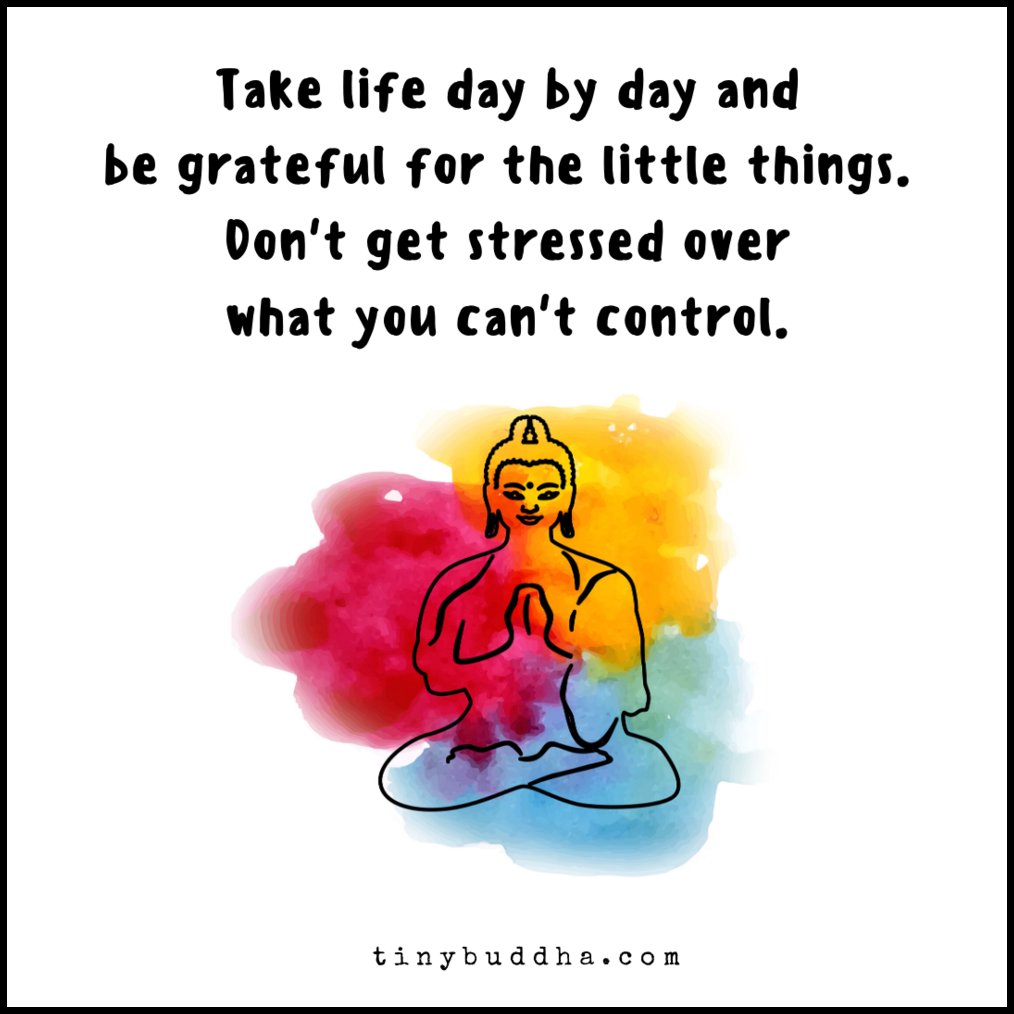 Take life day by day and
be grateful for the little things.
Don't get stressed over
what you can't control.
tinybuddha.com